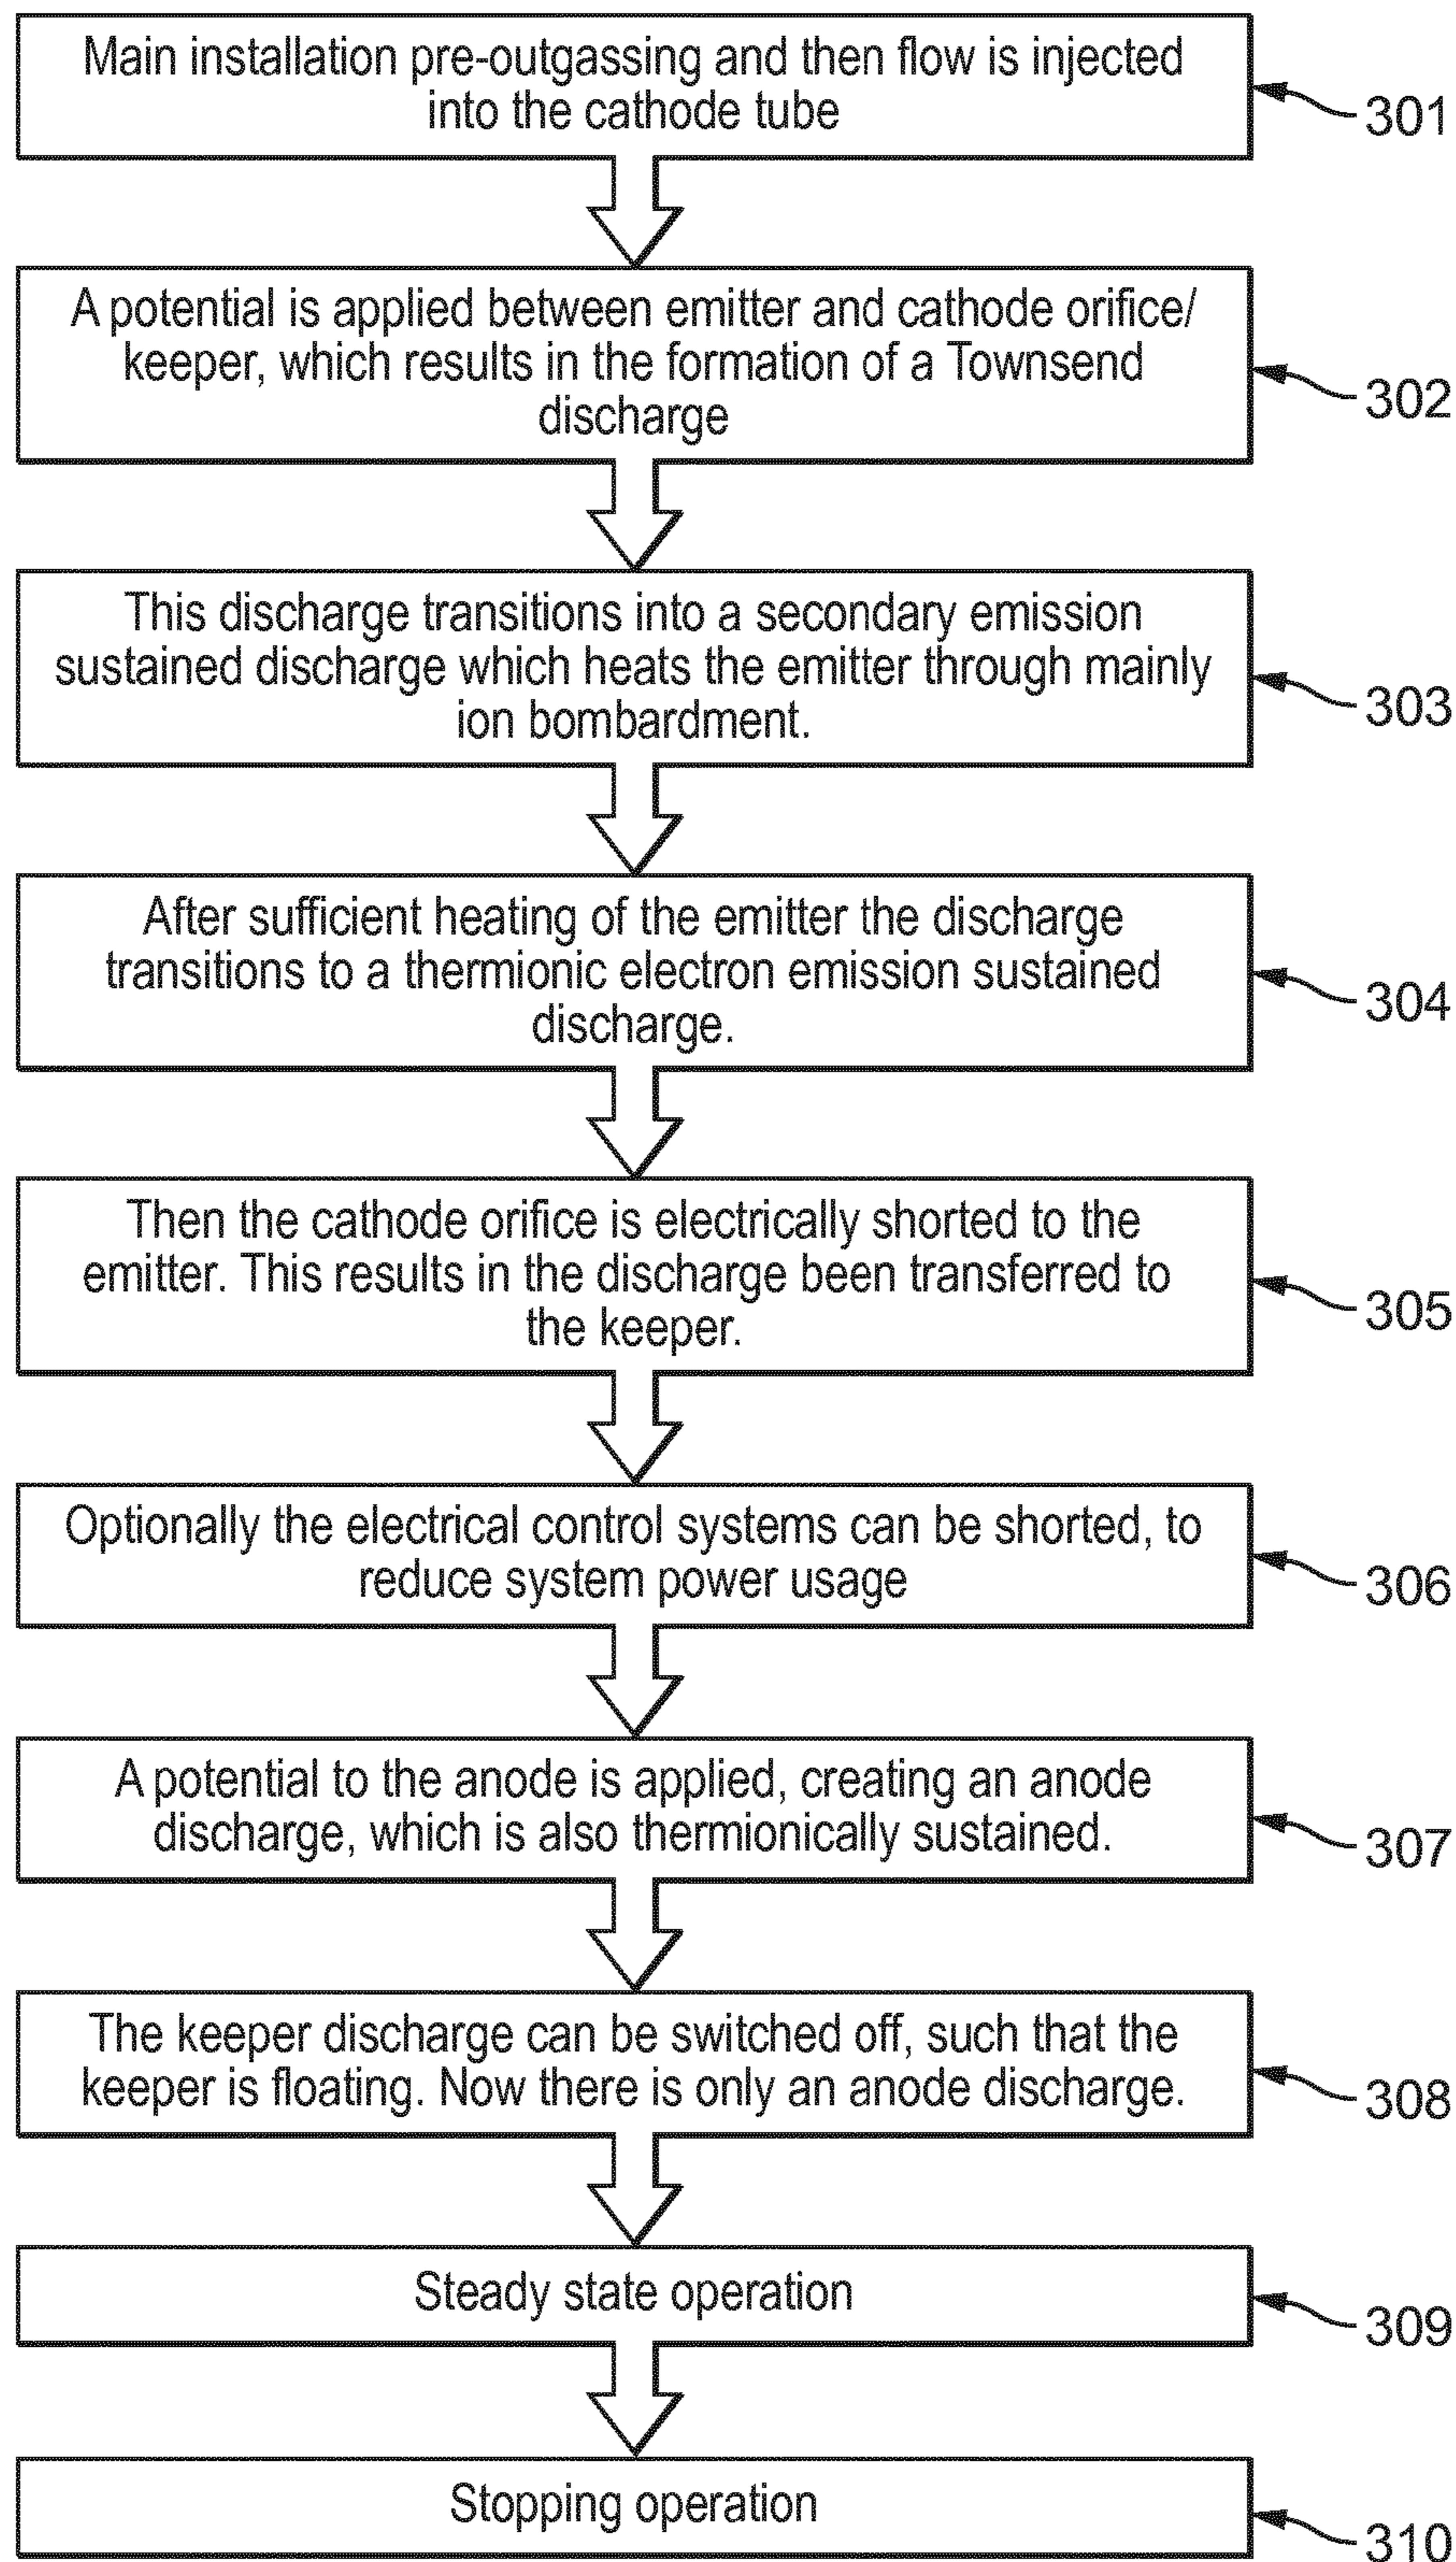 Main installation pre-outgassing and then flow is injected
into the cathode tube
301
A potential is applied between emitter and cathode orifice/
keeper, which results in the formation of a Townsend
discharge
302
This discharge transitions into a secondary emission
sustained discharge which heats the emitter through mainly
ion bombardment.
303
After sufficient heating of the emitter the discharge
transitions to a thermionic electron emission sustained
discharge.
304
Then the cathode orifice is electrically shorted to the
emitter. This results in the discharge been transferred to
the keeper.
305
Optionally the electrical control systems can be shorted, to
reduce system power usage
306
A potential to the anode is applied, creating an anode
discharge, which is also thermionically sustained.
307
The keeper discharge can be switched off, such that the
keeper is floating. Now there is only an anode discharge.
308
Steady state operation
309
Stopping operation
310